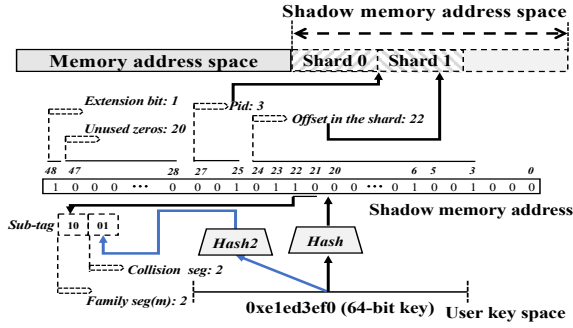 Shadow memory address space
Memory address space Shard 0 Shard 1
Extension bit: 1
Pid: 3
Unused zeros: 20
Offset in the shard: 22
48 47 28 27 25 24 23 22 21 20 6 5 3 0
1 0 0 0 ••• 0 0 0 1 0 1 1 0 0 0 ••• 0 1 0 0 1 0 0 0
Shadow memory address
Sub-tag 10 01
Hash2 Hash
Collision seg: 2
Family seg(m): 2
0xe1ed3ef0 (64-bit key) User key space